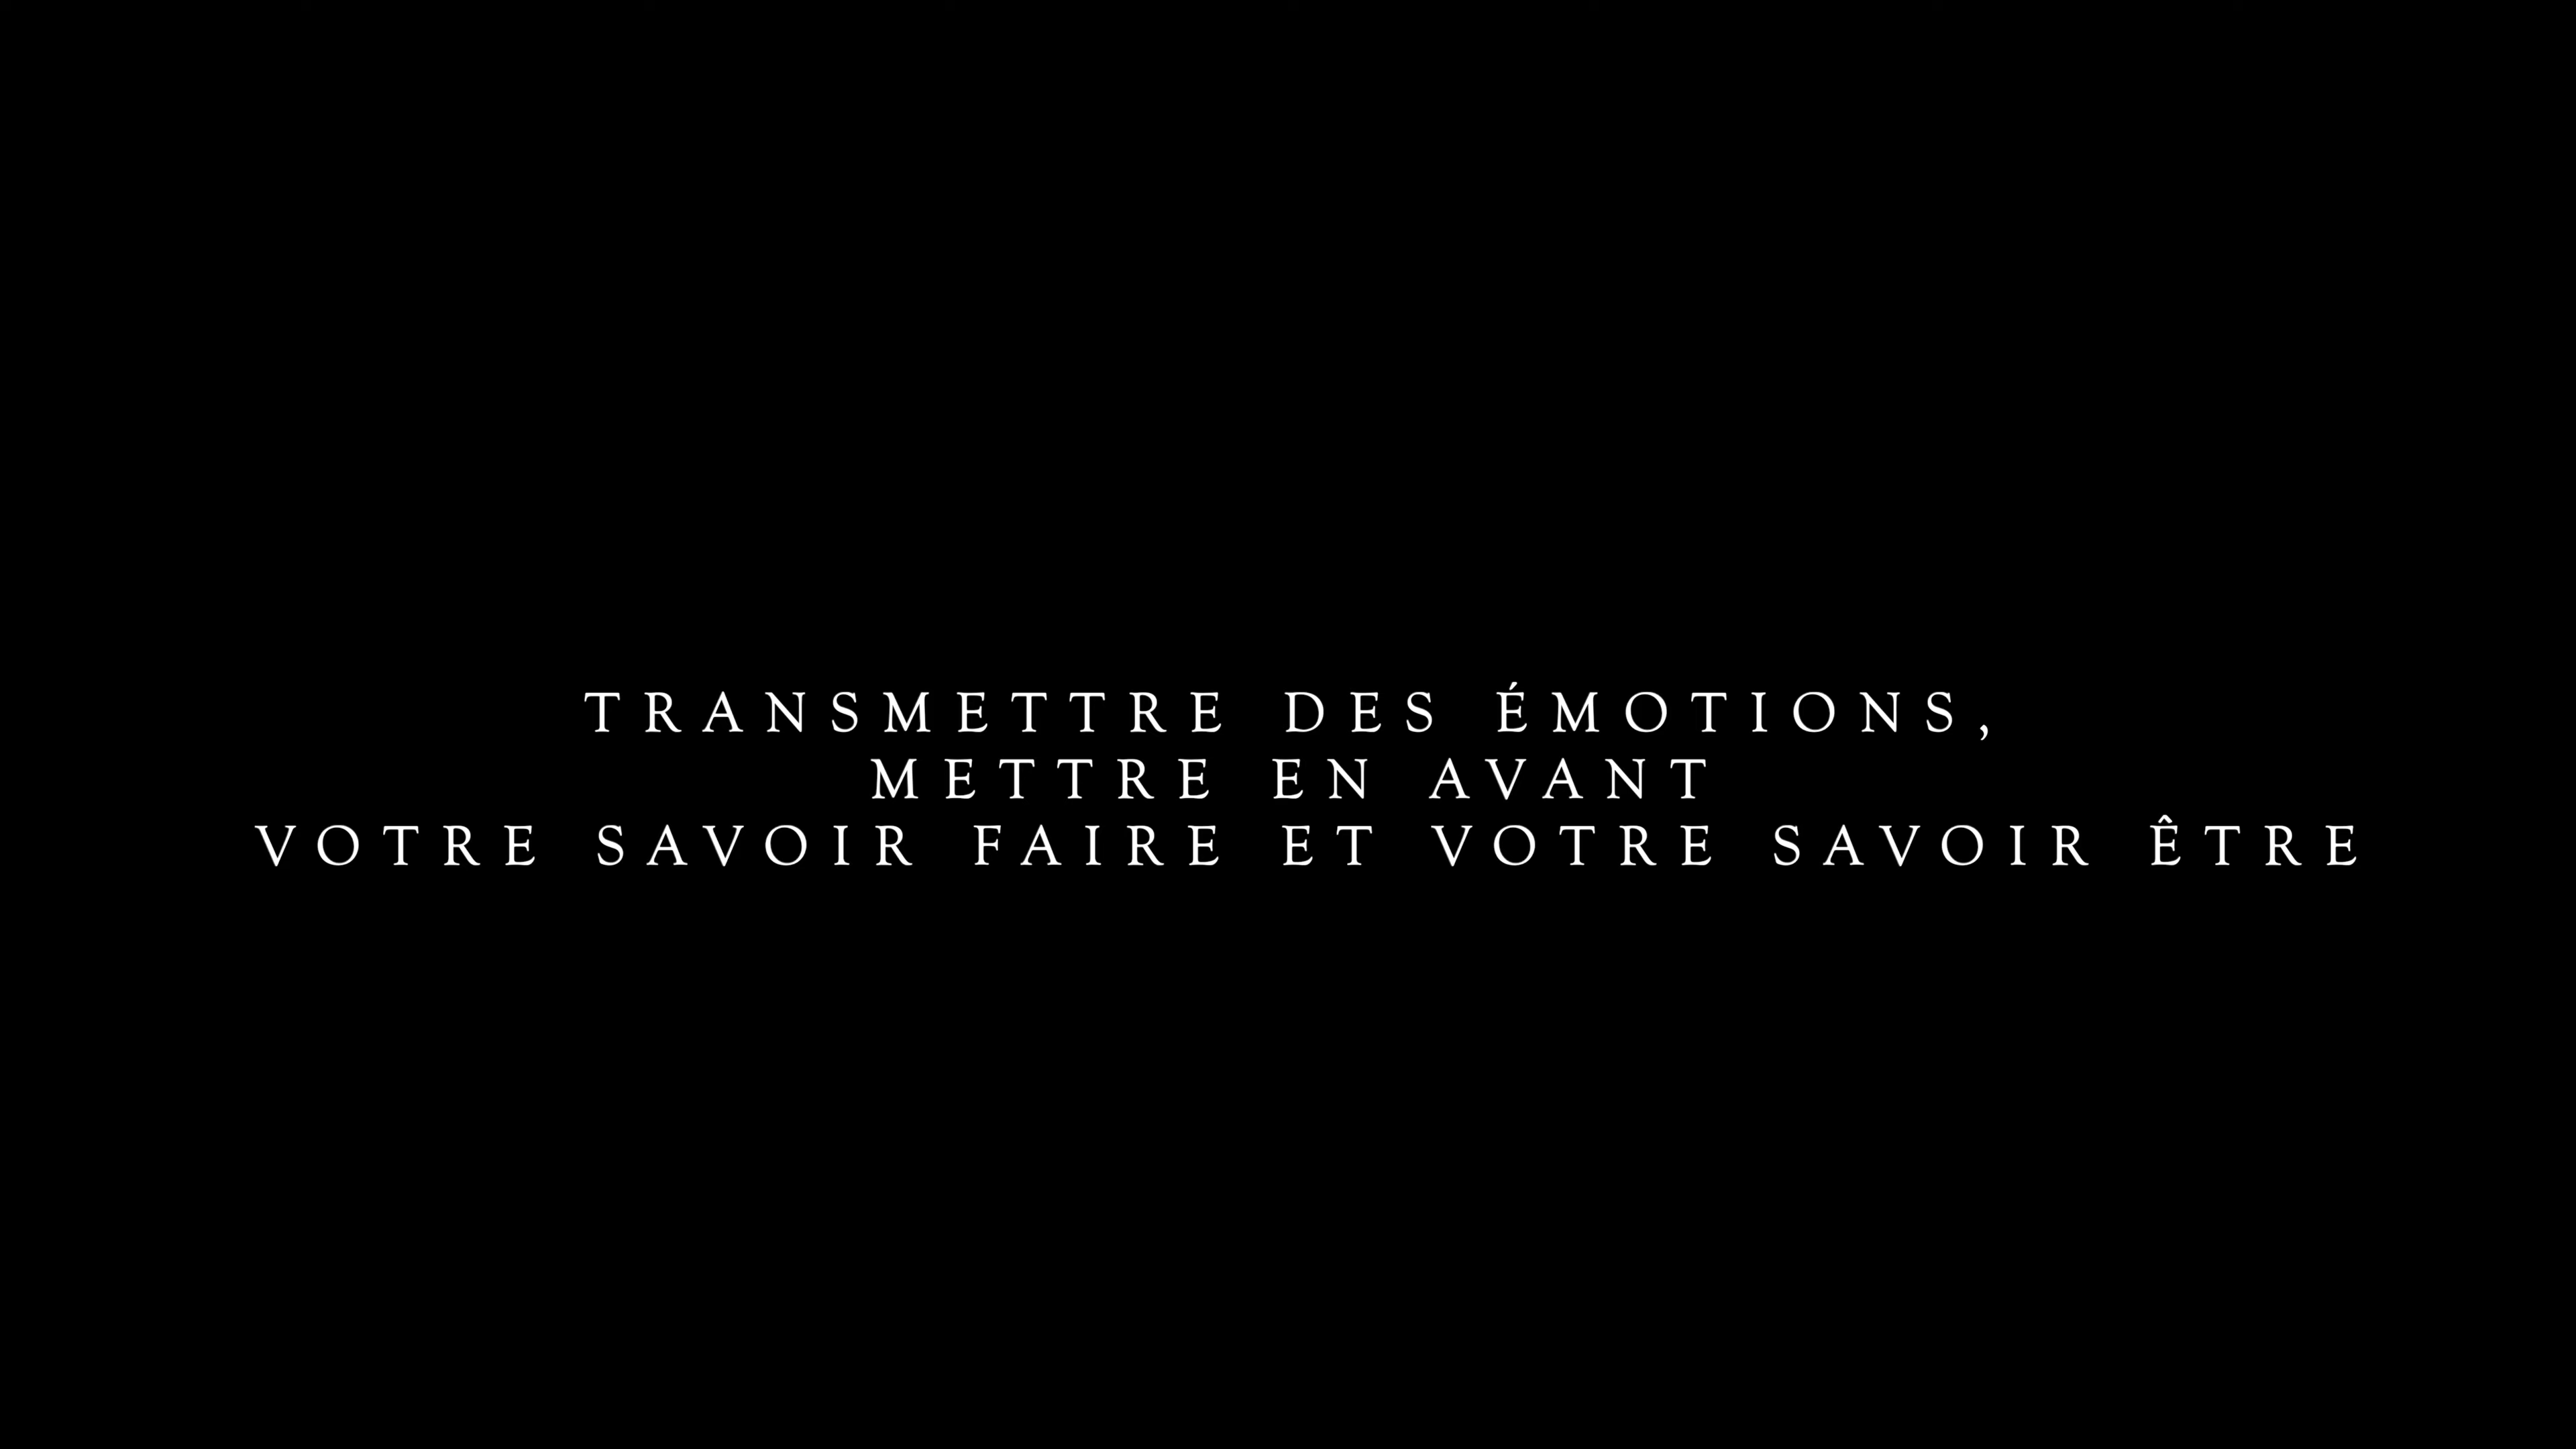 TRANSMETTRE DES ÉMOTIONS,
METTRE EN AVANT
VOTRE SAVOIR FAIRE ET VOTRE SAVOIR ÊTRE